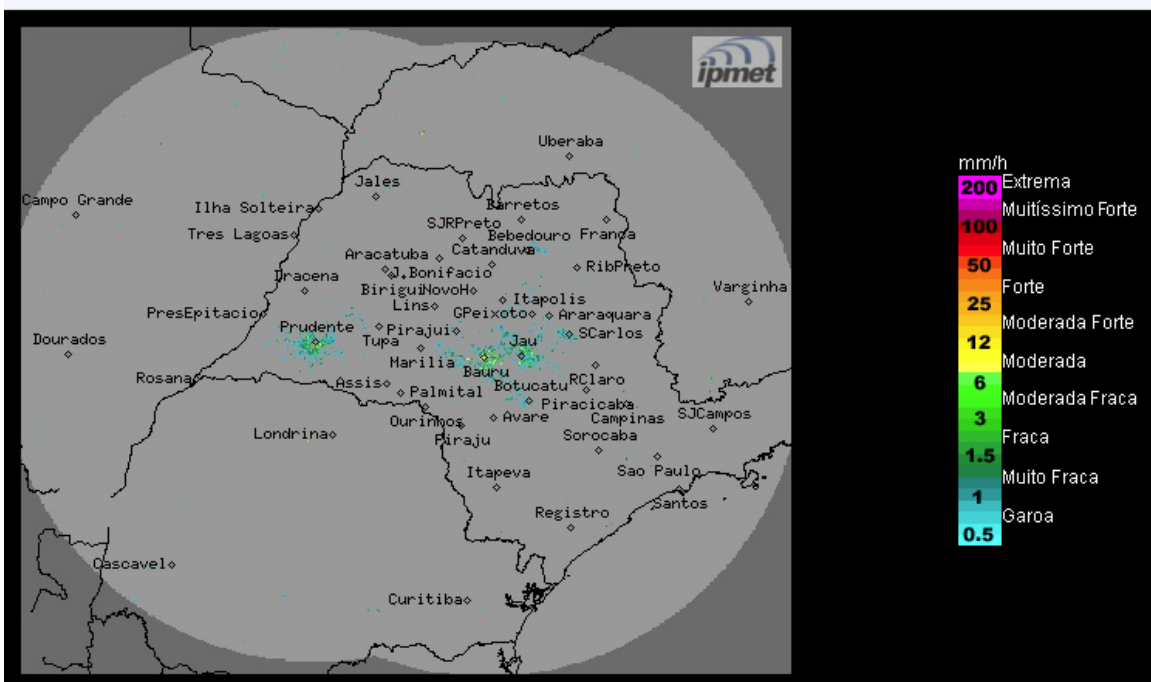 ipmet
Uberaba
Jales
Campo Grande
Ilha Solteira
Barretos
SJRPreto
Tres Lagoas
Bebedouro
Franca
Catanduva
Aracatuba
RibPreto
Dracena
J.Bonifacio
Birigui
NovoH
Varginha
Lins
Itapolis
PresEpitacio
GPeixoto
Araraquara
Prudente
Pirajui
SCarlos
Dourados
Tupa
Jau
Marilia
Bauru
Rosana
Assis
Botucatu
RClaro
Palmital
Piracicaba
Ourinhos
Avare
Campinas
SJCampos
Londrina
Piraju
Sorocaba
Itapeva
Sao Paulo
Santos
Registro
Cascavel
Curitiba
mm/h
200 Extrema
Muitíssimo Forte
100
Muito Forte
50
Forte
25
Moderada Forte
12
Moderada
6
Moderada Fraca
3
Fraca
1.5
Muito Fraca
1
Garoa
0.5